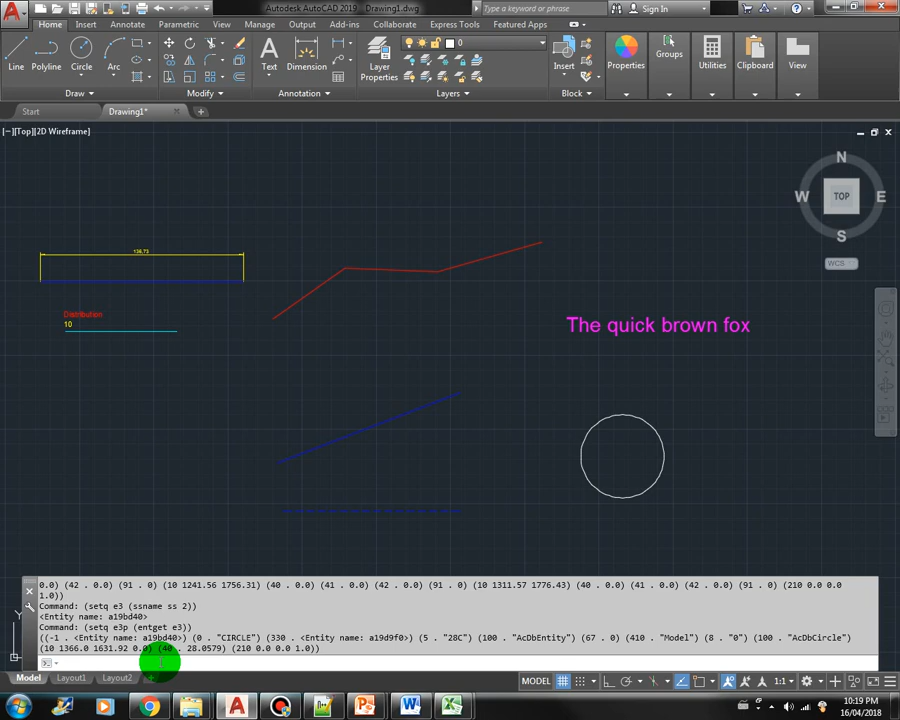 Autodesk AutoCAD 2019 Drawing1.dwg
Type a keyword or phrase
Sign In
Home Insert Annotate Parametric View Manage Output Add-ins Collaborate Express Tools Featured Apps
Line Polyline Circle Arc
Text Dimension
Layer
Properties
0
Insert
Properties
Groups
Utilities
Clipboard
View
Draw Modify Annotation Layers Block
Start Drawing1*
[−][Top][2D Wireframe]
N
W TOP E
S
WCS
136.73
Distribution
10
The quick brown fox
0.0) (42 . 0.0) (91 . 0) (10 1241.56 1756.31) (40 . 0.0) (41 . 0.0) (42 . 0.0) (91 . 0) (10 1311.57 1776.43) (40 . 0.0) (41 . 0.0) (42 . 0.0) (91 . 0) (210 0.0 0.0
1.0))
Command: (setq e3 (ssname ss 2))
<Entity name: a19bd40>
Command: (setq e3p (entget e3))
((-1 . <Entity name: a19bd40>) (0 . "CIRCLE") (330 . <Entity name: a19d9f0>) (5 . "28C") (100 . "AcDbEntity") (67 . 0) (410 . "Model") (8 . "0") (100 . "AcDbCircle")
(10 1366.0 1631.92 0.0) (40 . 28.0579) (210 0.0 0.0 1.0))
Y
Model Layout1 Layout2 +
MODEL
1:1
10:19 PM
16/04/2018